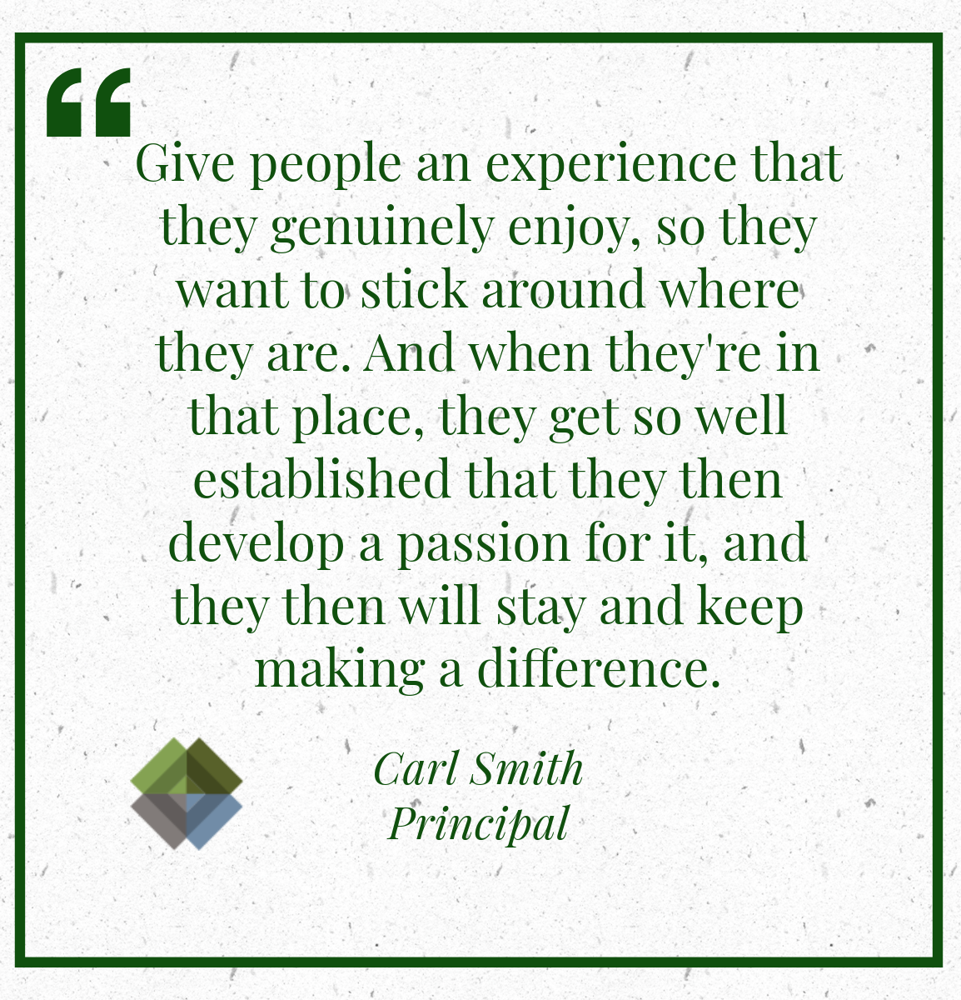 “
Give people an experience that
they genuinely enjoy, so they
want to stick around where
they are. And when they're in
that place, they get so well
established that they then
develop a passion for it, and
they then will stay and keep
making a difference.
Carl Smith
Principal